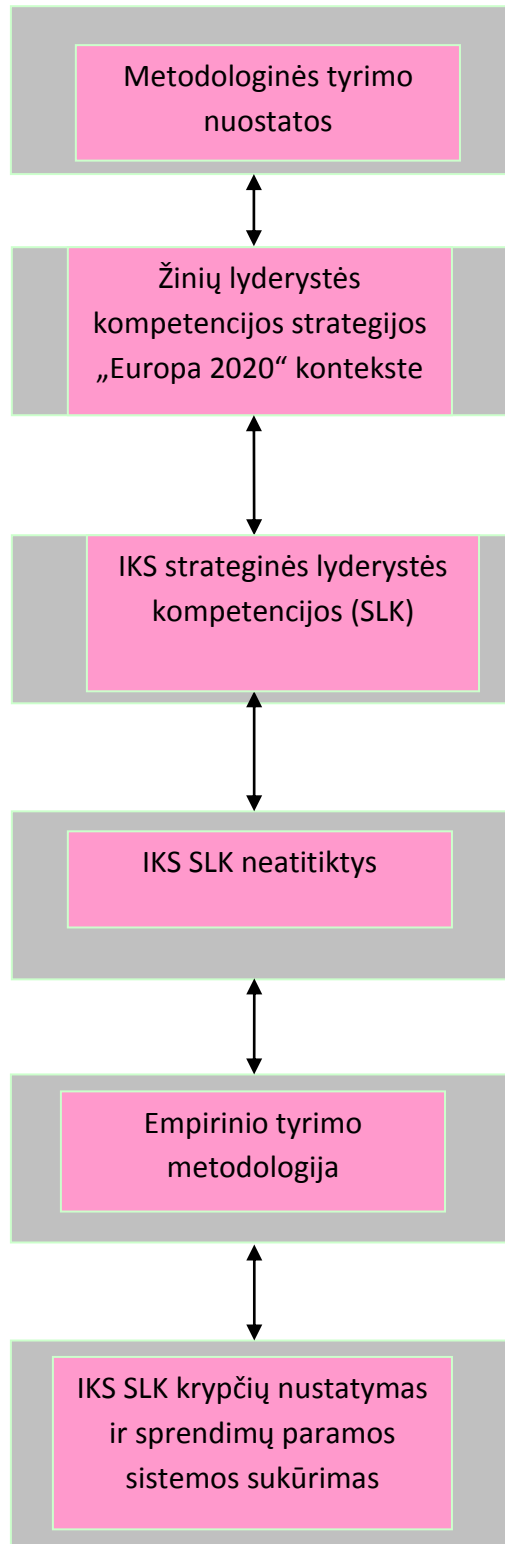 Metodologinės tyrimo
nuostatos
Žinių lyderystės
kompetencijos strategijos
„Europa 2020“ kontekste
IKS strateginės lyderystės
kompetencijos (SLK)
IKS SLK neatitiktys
Empirinio tyrimo
metodologija
IKS SLK krypčių nustatymas
ir sprendimų paramos
sistemos sukūrimas